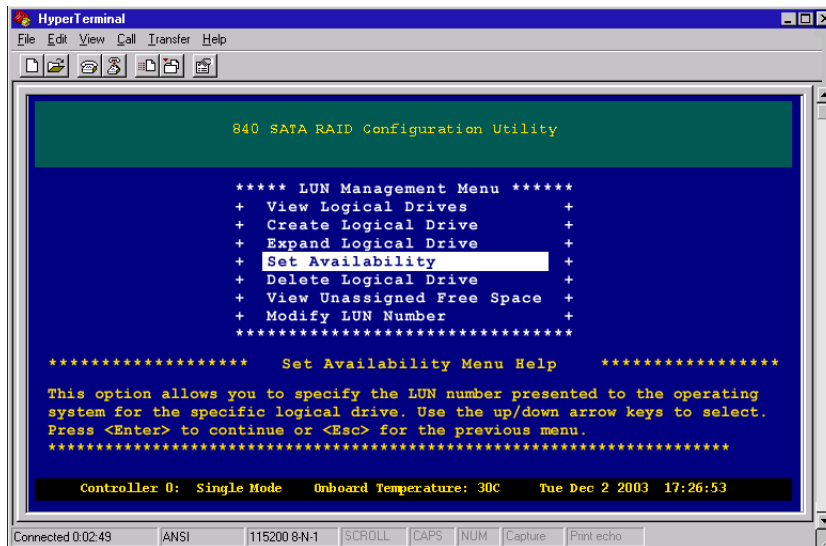 HyperTerminal
File Edit View Call Transfer Help
840 SATA RAID Configuration Utility
***** LUN Management Menu ******
+ View Logical Drives +
+ Create Logical Drive +
+ Expand Logical Drive +
+ Set Availability +
+ Delete Logical Drive +
+ View Unassigned Free Space +
+ Modify LUN Number +
********************************
******************* Set Availability Menu Help *****************
This option allows you to specify the LUN number presented to the operating
system for the specific logical drive. Use the up/down arrow keys to select.
Press <Enter> to continue or <Esc> for the previous menu.
*****************************************************************
Controller 0: Single Mode Onboard Temperature: 30C Tue Dec 2 2003 17:26:53
Connected 0:02:49 ANSI 115200 8-N-1 SCROLL CAPS NUM Capture Print echo